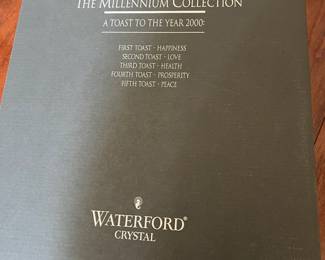 THE MILLENNIUM COLLECTION
A TOAST TO THE YEAR 2000:
FIRST TOAST · HAPPINESS
SECOND TOAST · LOVE
THIRD TOAST · HEALTH
FOURTH TOAST · PROSPERITY
FIFTH TOAST · PEACE
WATERFORD®
CRYSTAL